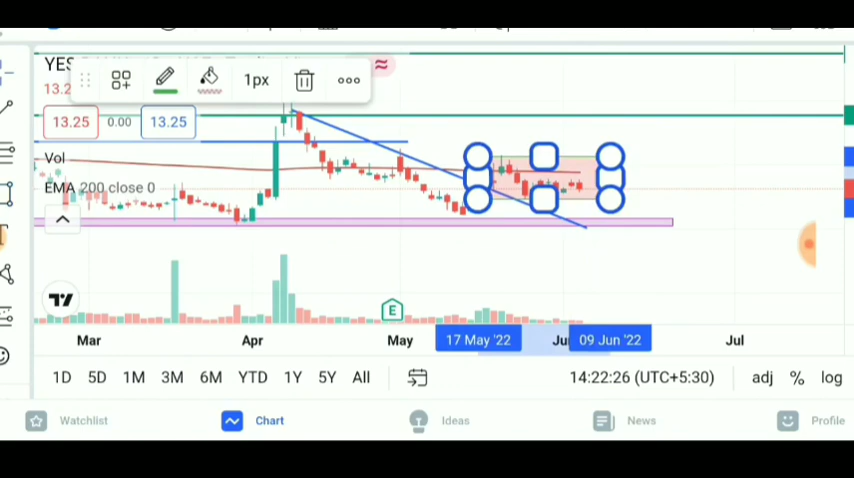 YES
1px
13.2
13.25 0.00 13.25
Vol
EMA 200 close 0
E
Mar Apr May 17 May '22 Jun 09 Jun '22 Jul
1D 5D 1M 3M 6M YTD 1Y 5Y All 14:22:26 (UTC+5:30) adj % log
Watchlist Chart Ideas News Profile